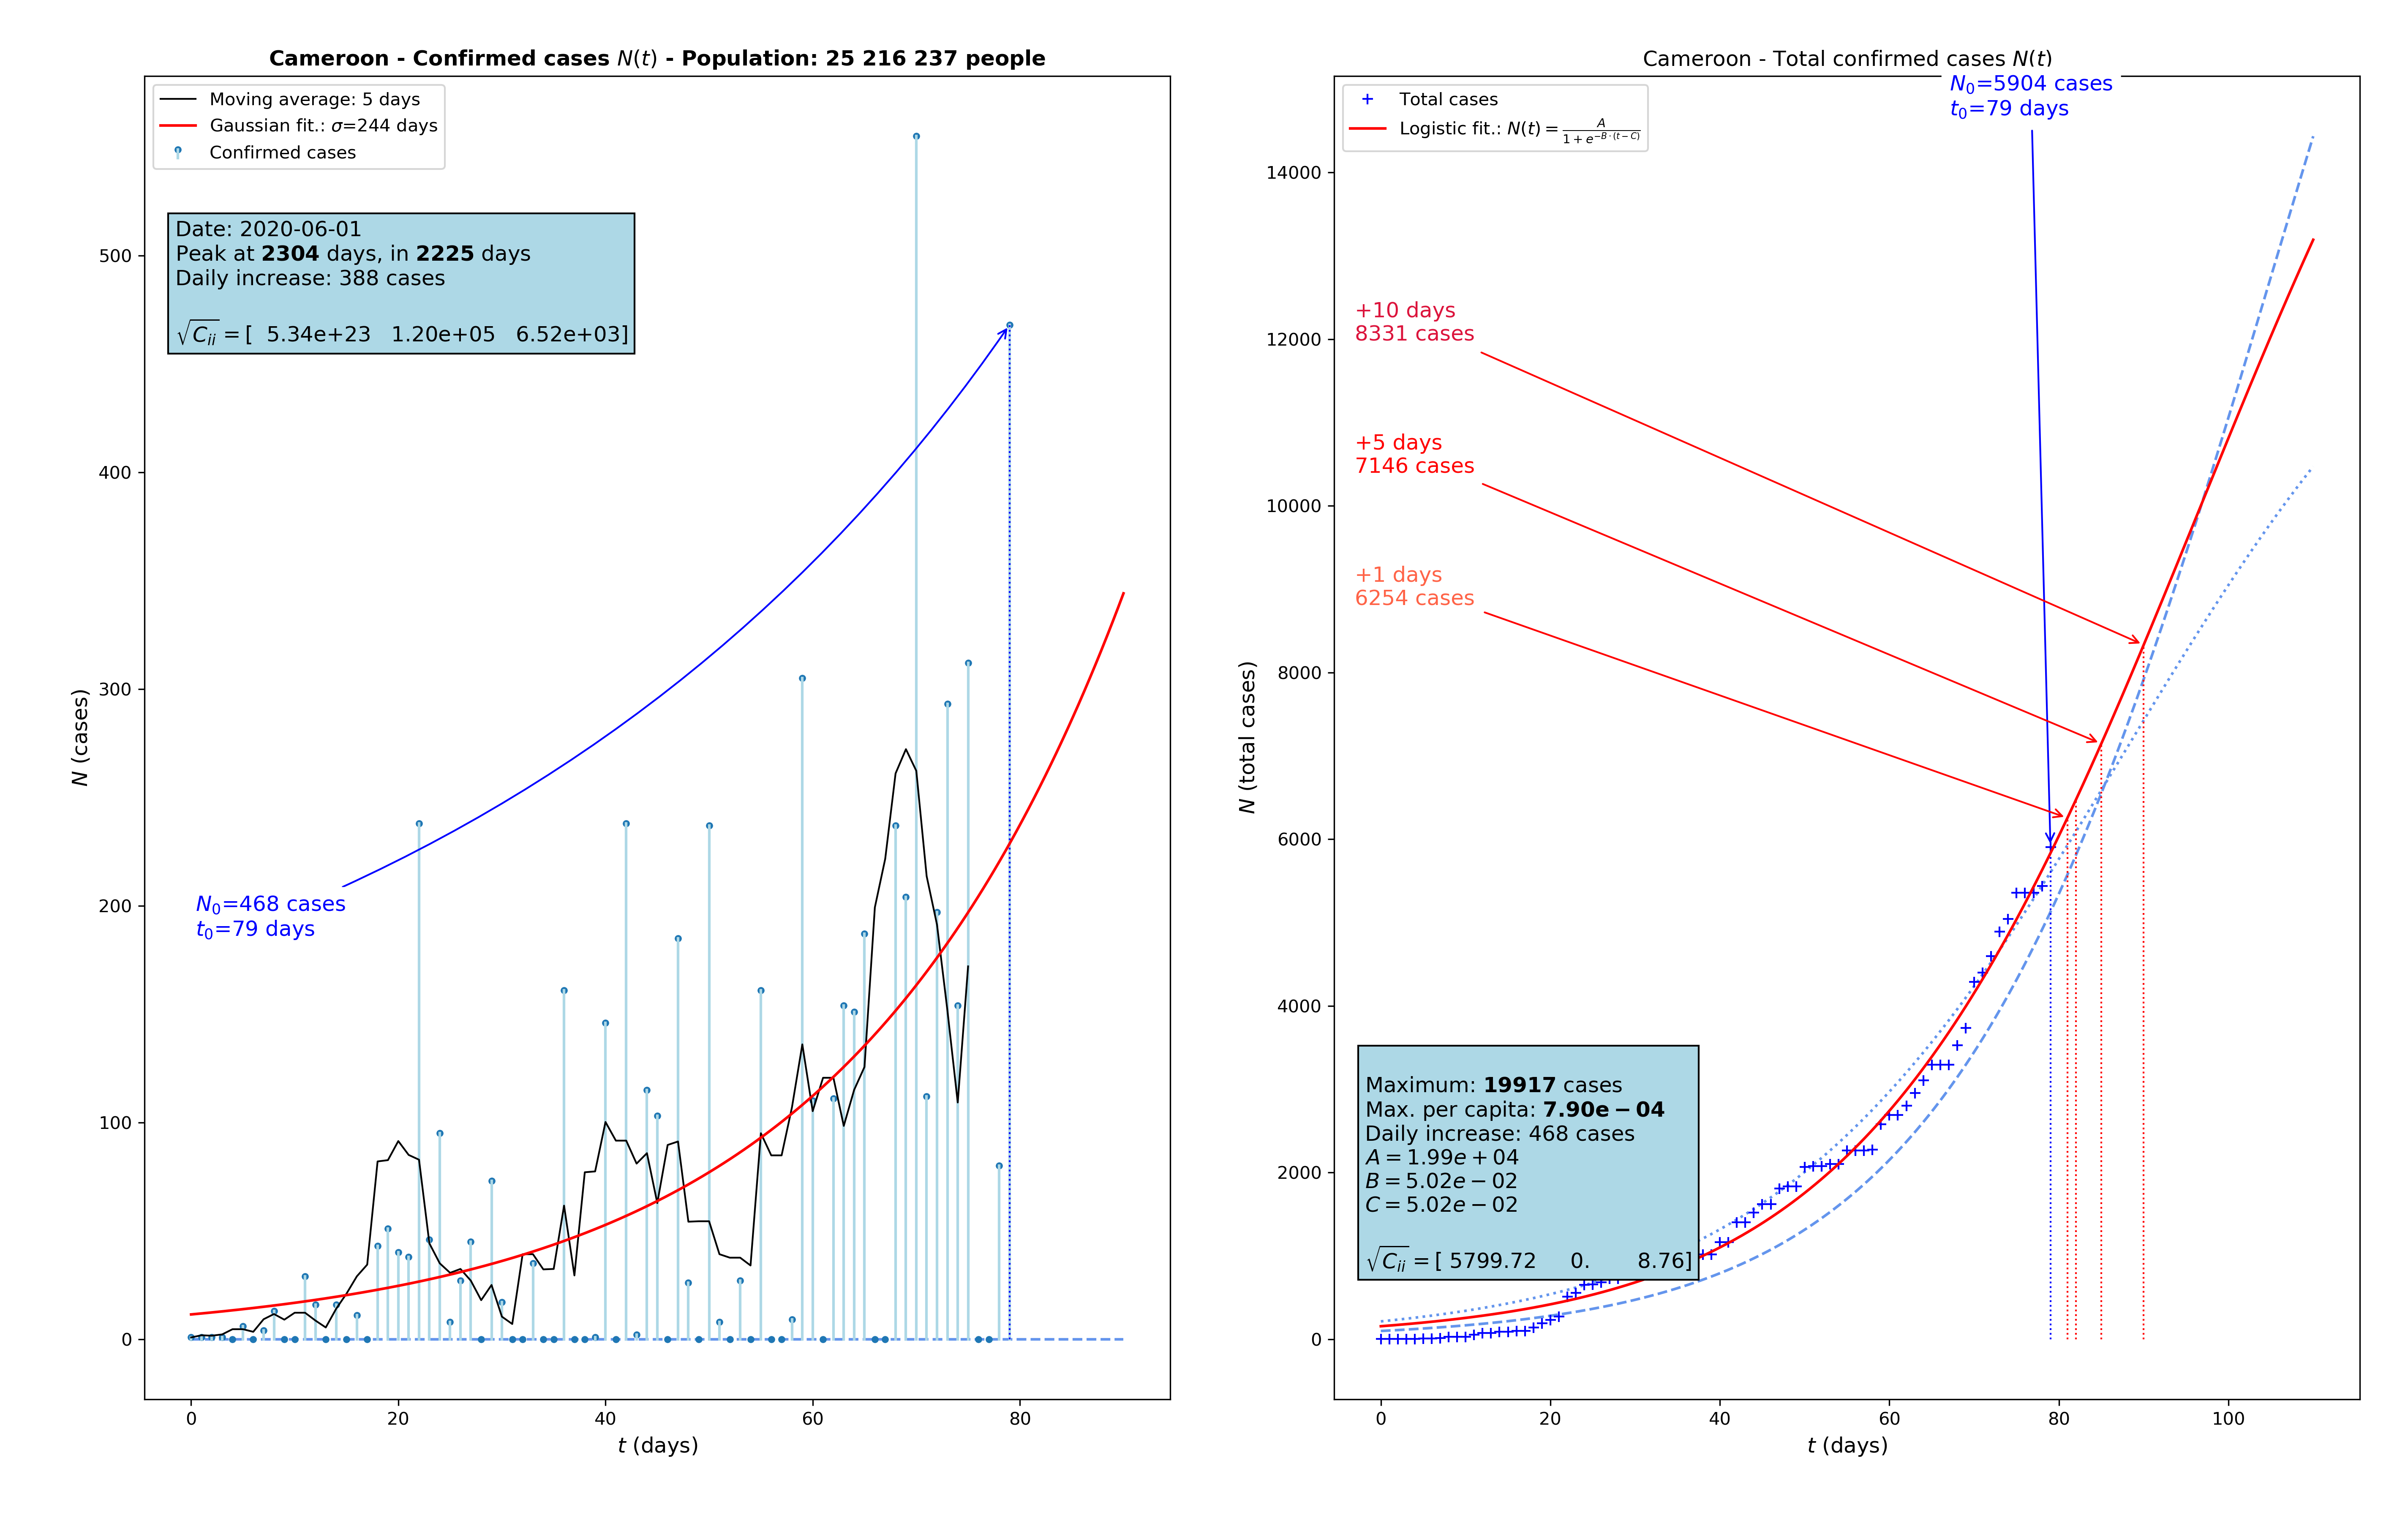 Cameroon - Confirmed cases N(t) - Population: 25 216 237 people
Moving average: 5 days
Gaussian fit.: σ=244 days
Confirmed cases
Date: 2020-06-01
Peak at 2304 days, in 2225 days
Daily increase: 388 cases
√C_ii = [ 5.34e+23 1.20e+05 6.52e+03]
N_0=468 cases
t_0=79 days
500
400
300
200
100
0
N (cases)
0 20 40 60 80
t (days)
Cameroon - Total confirmed cases N(t)
N_0=5904 cases
t_0=79 days
Total cases
Logistic fit.: N(t) = A / (1 + e^{-B·(t-C)})
+10 days
8331 cases
+5 days
7146 cases
+1 days
6254 cases
Maximum: 19917 cases
Max. per capita: 7.90e − 04
Daily increase: 468 cases
A = 1.99e + 04
B = 5.02e − 02
C = 5.02e − 02
√C_ii = [ 5799.72 0. 8.76]
14000
12000
10000
8000
6000
4000
2000
0
N (total cases)
0 20 40 60 80 100
t (days)